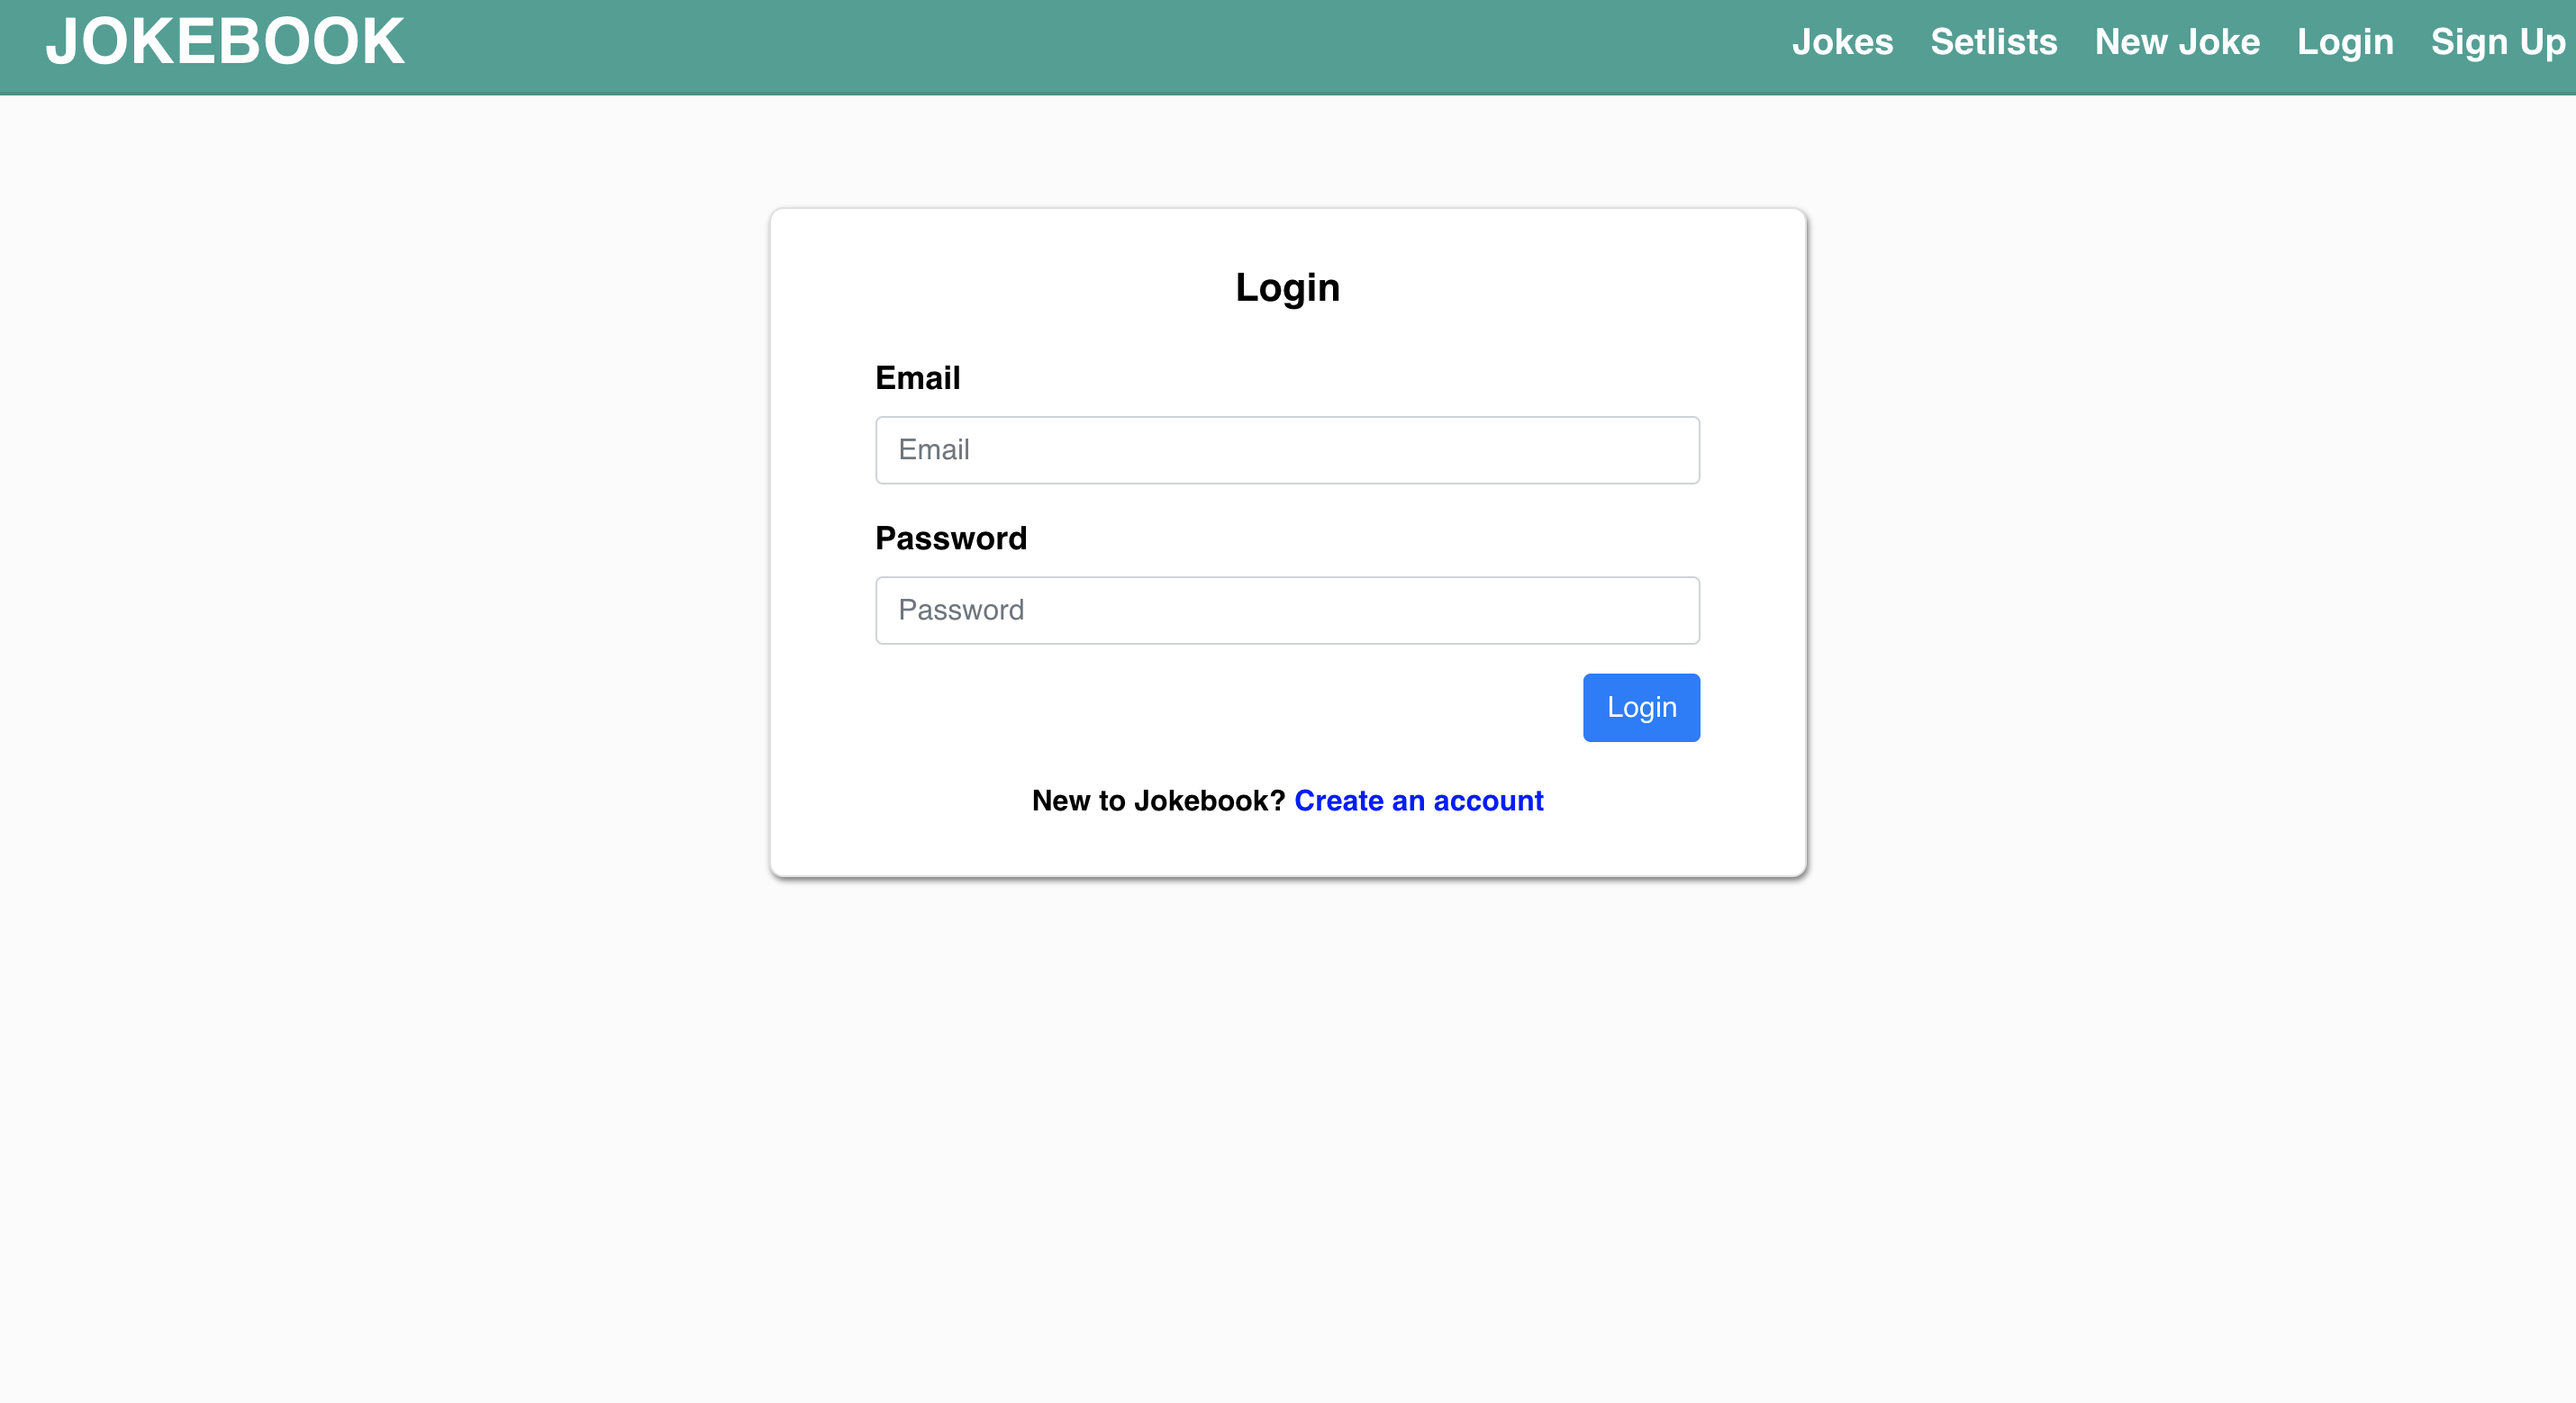 JOKEBOOK
Jokes Setlists New Joke Login Sign Up
Login
Email
Email
Password
Password
Login
New to Jokebook? Create an account